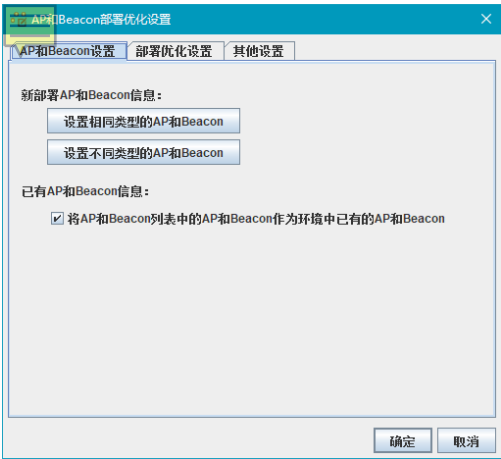 AP和Beacon部署优化设置
AP和Beacon设置 部署优化设置 其他设置
新部署AP和Beacon信息：
设置相同类型的AP和Beacon
设置不同类型的AP和Beacon
已有AP和Beacon信息：
将AP和Beacon列表中的AP和Beacon作为环境中已有的AP和Beacon
确定 取消